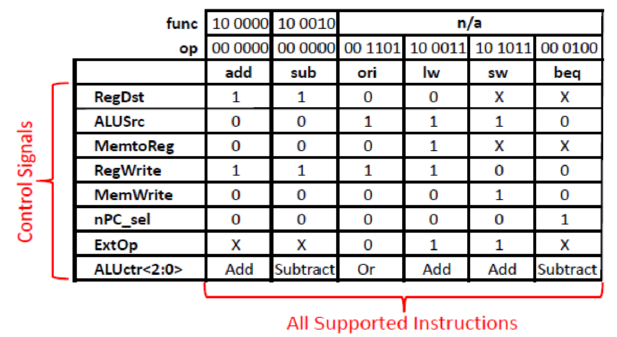 func 10 0000 10 0010 n/a
op 00 0000 00 0000 00 1101 10 0011 10 1011 00 0100
add sub ori lw sw beq
RegDst 1 1 0 0 X X
ALUSrc 0 0 1 1 1 0
MemtoReg 0 0 0 1 X X
RegWrite 1 1 1 1 0 0
MemWrite 0 0 0 0 1 0
nPC_sel 0 0 0 0 0 1
ExtOp X X 0 1 1 X
ALUctr<2:0> Add Subtract Or Add Add Subtract
Control Signals
All Supported Instructions